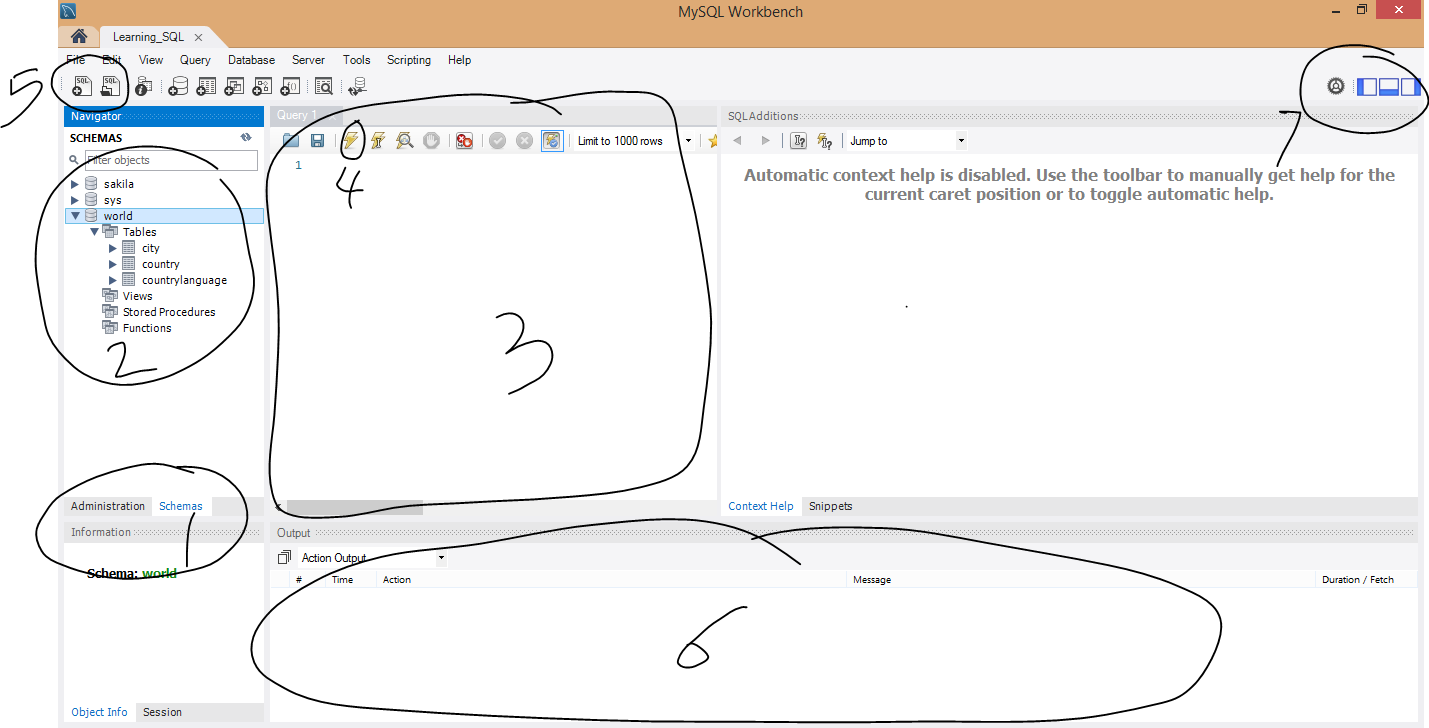 MySQL Workbench
Learning_SQL
File Edit View Query Database Server Tools Scripting Help
5
SQL SQL
Navigator
Query 1
SQLAdditions
SCHEMAS
Limit to 1000 rows
Jump to
7
Filter objects
1
4
Automatic context help is disabled. Use the toolbar to manually get help for the
current caret position or to toggle automatic help.
sakila
sys
world
Tables
city
country
countrylanguage
Views
Stored Procedures
Functions
2
3
Administration Schemas
Context Help Snippets
Information
1
Output
Schema: world
Action Output
# Time Action Message Duration / Fetch
6
Object Info Session